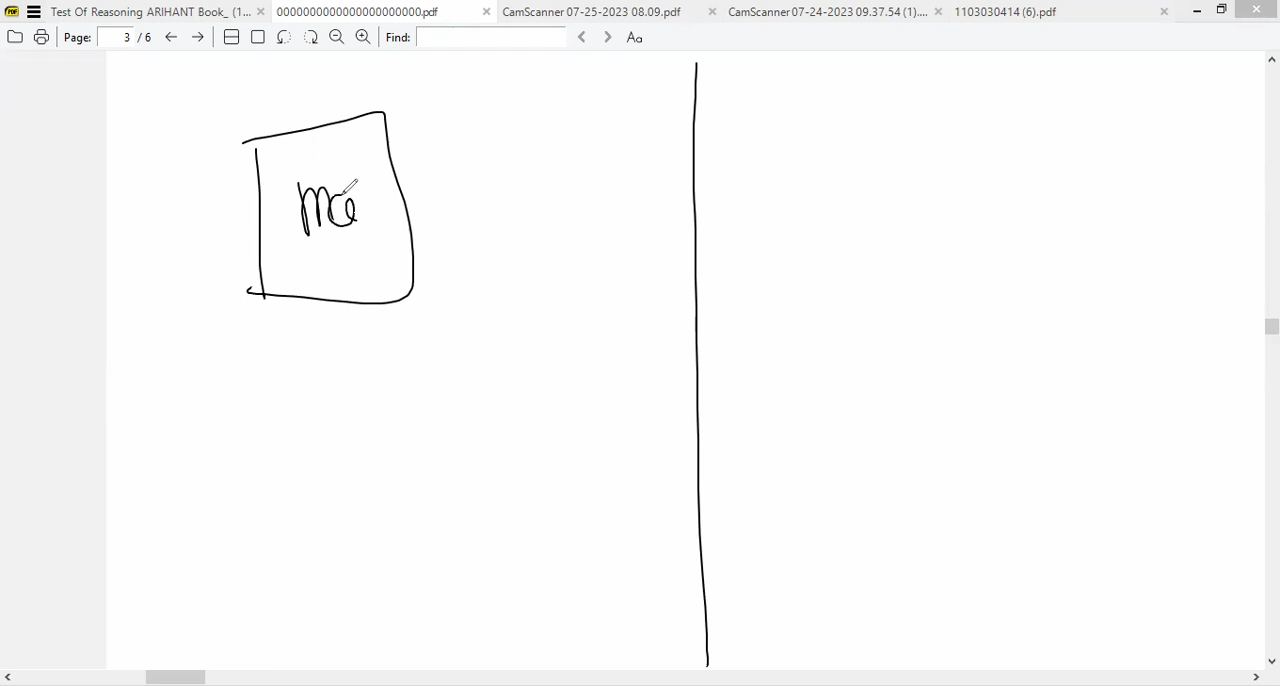 Test Of Reasoning ARIHANT Book_ (1...
0000000000000000000000.pdf
CamScanner 07-25-2023 08.09.pdf
CamScanner 07-24-2023 09.37.54 (1)....
1103030414 (6).pdf
Page: 3 / 6
Find:
Aa